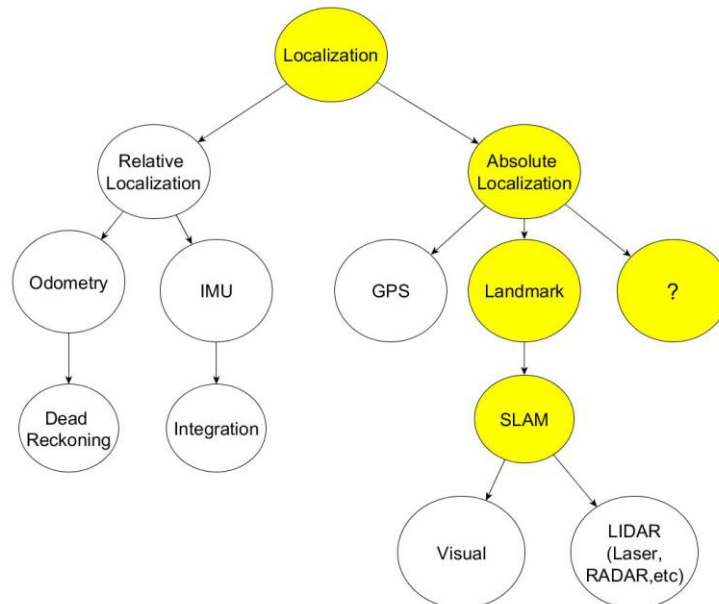 Localization
Relative
Localization
Absolute
Localization
Odometry
IMU
GPS
Landmark
?
Dead
Reckoning
Integration
SLAM
Visual
LIDAR
(Laser,
RADAR,etc)